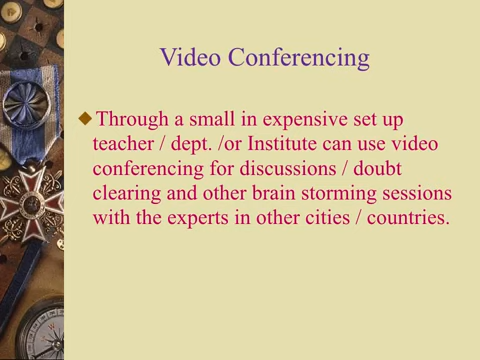 Video Conferencing
Through a small in expensive set up
teacher / dept. /or Institute can use video
conferencing for discussions / doubt
clearing and other brain storming sessions
with the experts in other cities / countries.